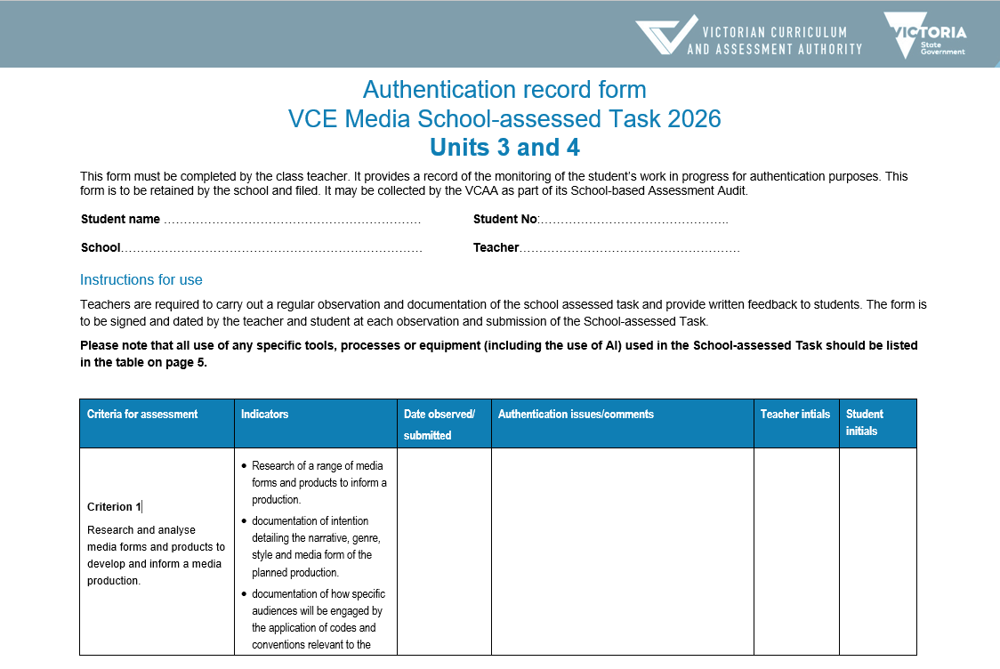 VICTORIAN CURRICULUM
AND ASSESSMENT AUTHORITY
VICTORIA
State
Government
Authentication record form
VCE Media School-assessed Task 2026
Units 3 and 4
This form must be completed by the class teacher. It provides a record of the monitoring of the student's work in progress for authentication purposes. This
form is to be retained by the school and filed. It may be collected by the VCAA as part of its School-based Assessment Audit.
Student name ……………………………………………………… Student No:………………………………………..
School……………………………………………………………… Teacher………………………………………………
Instructions for use
Teachers are required to carry out a regular observation and documentation of the school assessed task and provide written feedback to students. The form is
to be signed and dated by the teacher and student at each observation and submission of the School-assessed Task.
Please note that all use of any specific tools, processes or equipment (including the use of AI) used in the School-assessed Task should be listed
in the table on page 5.
Criteria for assessment
Indicators
Date observed/
submitted
Authentication issues/comments
Teacher intials
Student
initials
Criterion 1
Research and analyse
media forms and products to
develop and inform a media
production.
• Research of a range of media
forms and products to inform a
production.
• documentation of intention
detailing the narrative, genre,
style and media form of the
planned production.
• documentation of how specific
audiences will be engaged by
the application of codes and
conventions relevant to the